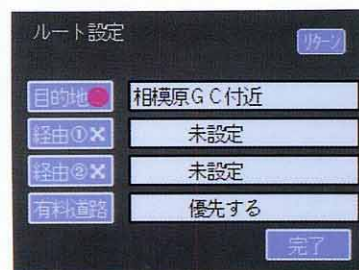 ルート設定
リターン
目的地 相模原GC付近
経由①✕ 未設定
経由②✕ 未設定
有料道路 優先する
完了